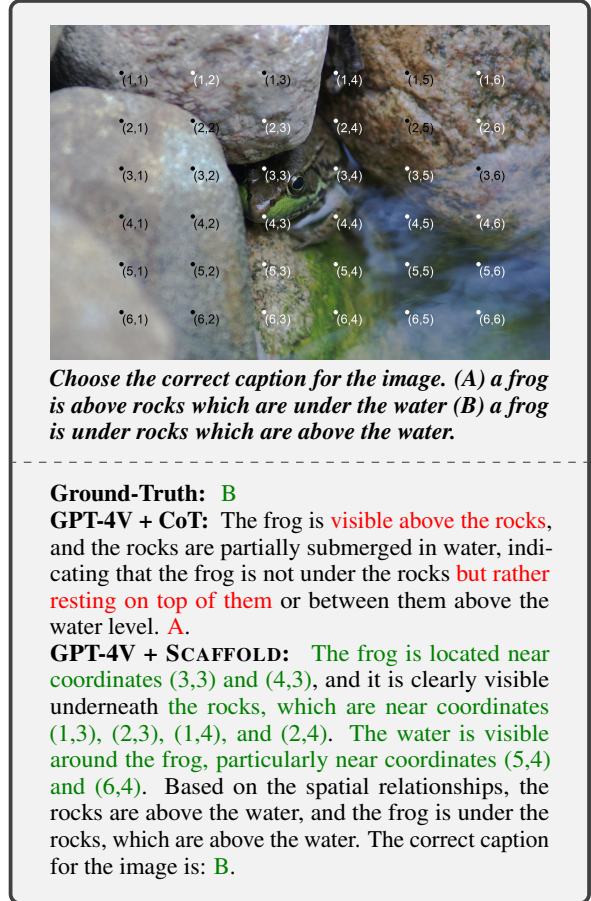 (1,1) (1,2) (1,3) (1,4) (1,5) (1,6)
(2,1) (2,2) (2,3) (2,4) (2,5) (2,6)
(3,1) (3,2) (3,3) (3,4) (3,5) (3,6)
(4,1) (4,2) (4,3) (4,4) (4,5) (4,6)
(5,1) (5,2) (5,3) (5,4) (5,5) (5,6)
(6,1) (6,2) (6,3) (6,4) (6,5) (6,6)
Choose the correct caption for the image. (A) a frog
is above rocks which are under the water (B) a frog
is under rocks which are above the water.
Ground-Truth: B
GPT-4V + CoT: The frog is visible above the rocks,
and the rocks are partially submerged in water, indi-
cating that the frog is not under the rocks but rather
resting on top of them or between them above the
water level. A.
GPT-4V + SCAFFOLD: The frog is located near
coordinates (3,3) and (4,3), and it is clearly visible
underneath the rocks, which are near coordinates
(1,3), (2,3), (1,4), and (2,4). The water is visible
around the frog, particularly near coordinates (5,4)
and (6,4). Based on the spatial relationships, the
rocks are above the water, and the frog is under the
rocks, which are above the water. The correct caption
for the image is: B.